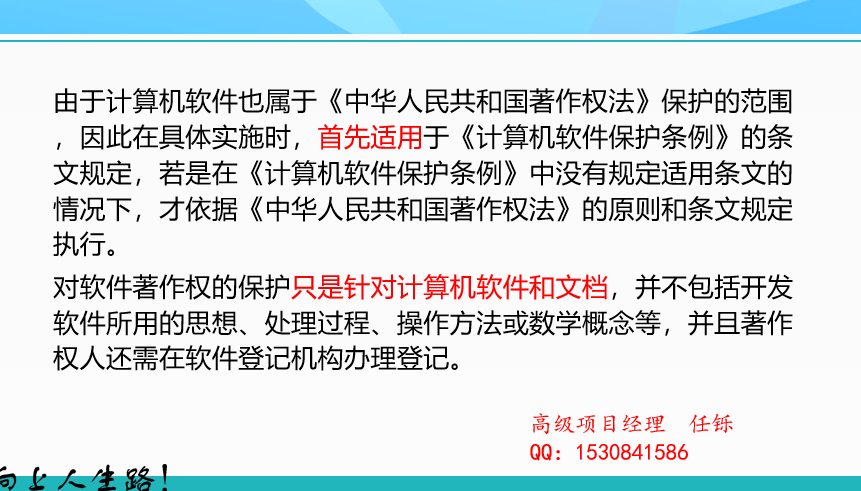 由于计算机软件也属于《中华人民共和国著作权法》保护的范围
，因此在具体实施时，首先适用于《计算机软件保护条例》的条
文规定，若是在《计算机软件保护条例》中没有规定适用条文的
情况下，才依据《中华人民共和国著作权法》的原则和条文规定
执行。
对软件著作权的保护只是针对计算机软件和文档，并不包括开发
软件所用的思想、处理过程、操作方法或数学概念等，并且著作
权人还需在软件登记机构办理登记。
高级项目经理 任铄
QQ：1530841586
向上人生路！